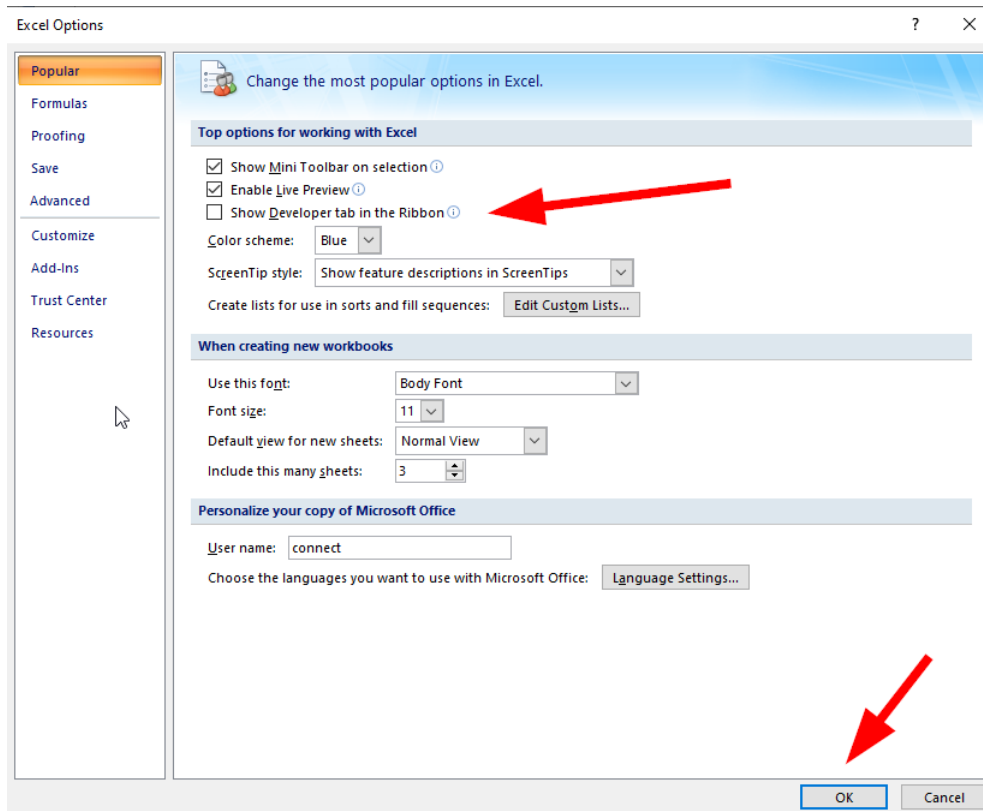 Excel Options
?
Popular
Formulas
Proofing
Save
Advanced
Customize
Add-Ins
Trust Center
Resources
Change the most popular options in Excel.
Top options for working with Excel
Show Mini Toolbar on selection
Enable Live Preview
Show Developer tab in the Ribbon
Color scheme: Blue
ScreenTip style: Show feature descriptions in ScreenTips
Create lists for use in sorts and fill sequences: Edit Custom Lists...
When creating new workbooks
Use this font: Body Font
Font size: 11
Default view for new sheets: Normal View
Include this many sheets: 3
Personalize your copy of Microsoft Office
User name: connect
Choose the languages you want to use with Microsoft Office: Language Settings...
OK Cancel